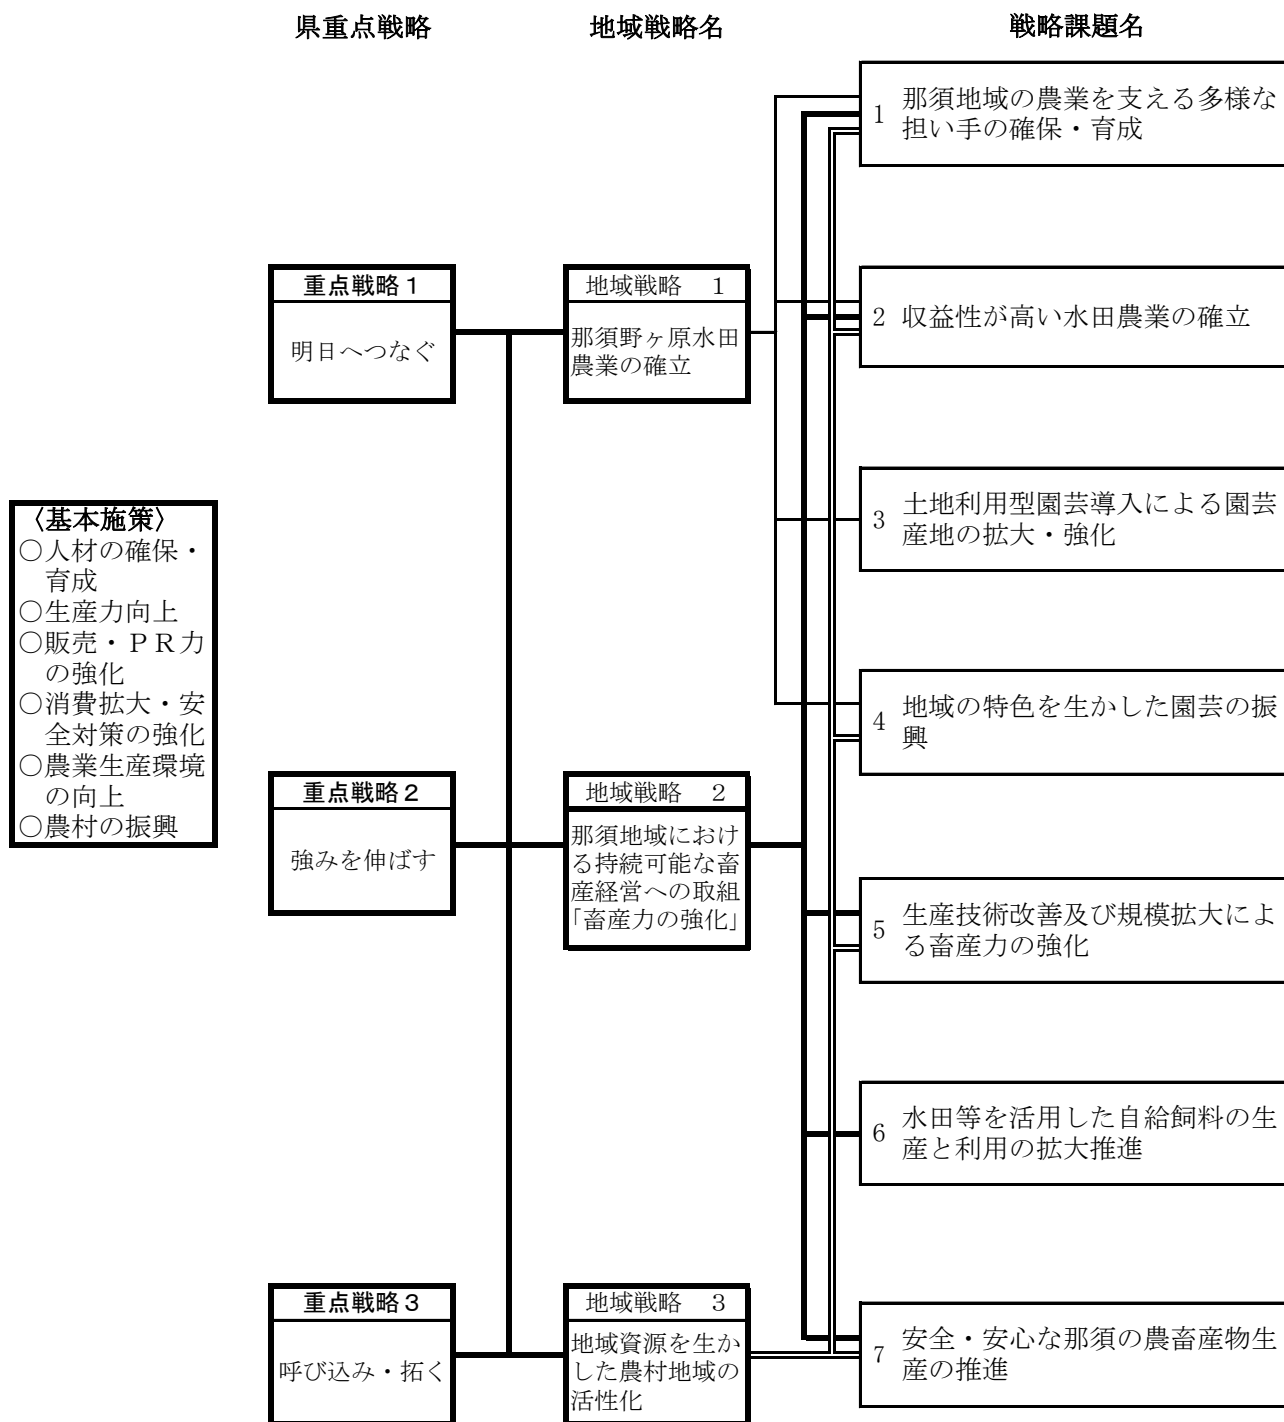 県重点戦略
地域戦略名
戦略課題名
〈基本施策〉
○人材の確保・
育成
○生産力向上
○販売・ＰＲ力
の強化
○消費拡大・安
全対策の強化
○農業生産環境
の向上
○農村の振興
重点戦略１
明日へつなぐ
重点戦略２
強みを伸ばす
重点戦略３
呼び込み・拓く
地域戦略　１
那須野ヶ原水田
農業の確立
地域戦略　２
那須地域におけ
る持続可能な畜
産経営への取組
「畜産力の強化」
地域戦略　３
地域資源を生か
した農村地域の
活性化
1 那須地域の農業を支える多様な
担い手の確保・育成
2 収益性が高い水田農業の確立
3 土地利用型園芸導入による園芸
産地の拡大・強化
4 地域の特色を生かした園芸の振
興
5 生産技術改善及び規模拡大によ
る畜産力の強化
6 水田等を活用した自給飼料の生
産と利用の拡大推進
7 安全・安心な那須の農畜産物生
産の推進